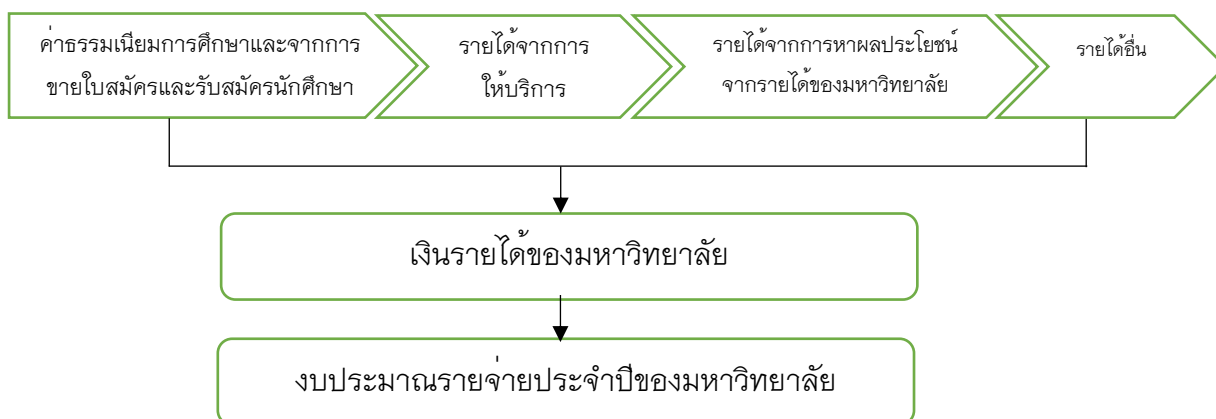 ค่าธรรมเนียมการศึกษาและจากการ
ขายใบสมัครและรับสมัครนักศึกษา
รายได้จากการ
ให้บริการ
รายได้จากการหาผลประโยชน์
จากรายได้ของมหาวิทยาลัย
รายได้อื่น
เงินรายได้ของมหาวิทยาลัย
งบประมาณรายจ่ายประจำปีของมหาวิทยาลัย